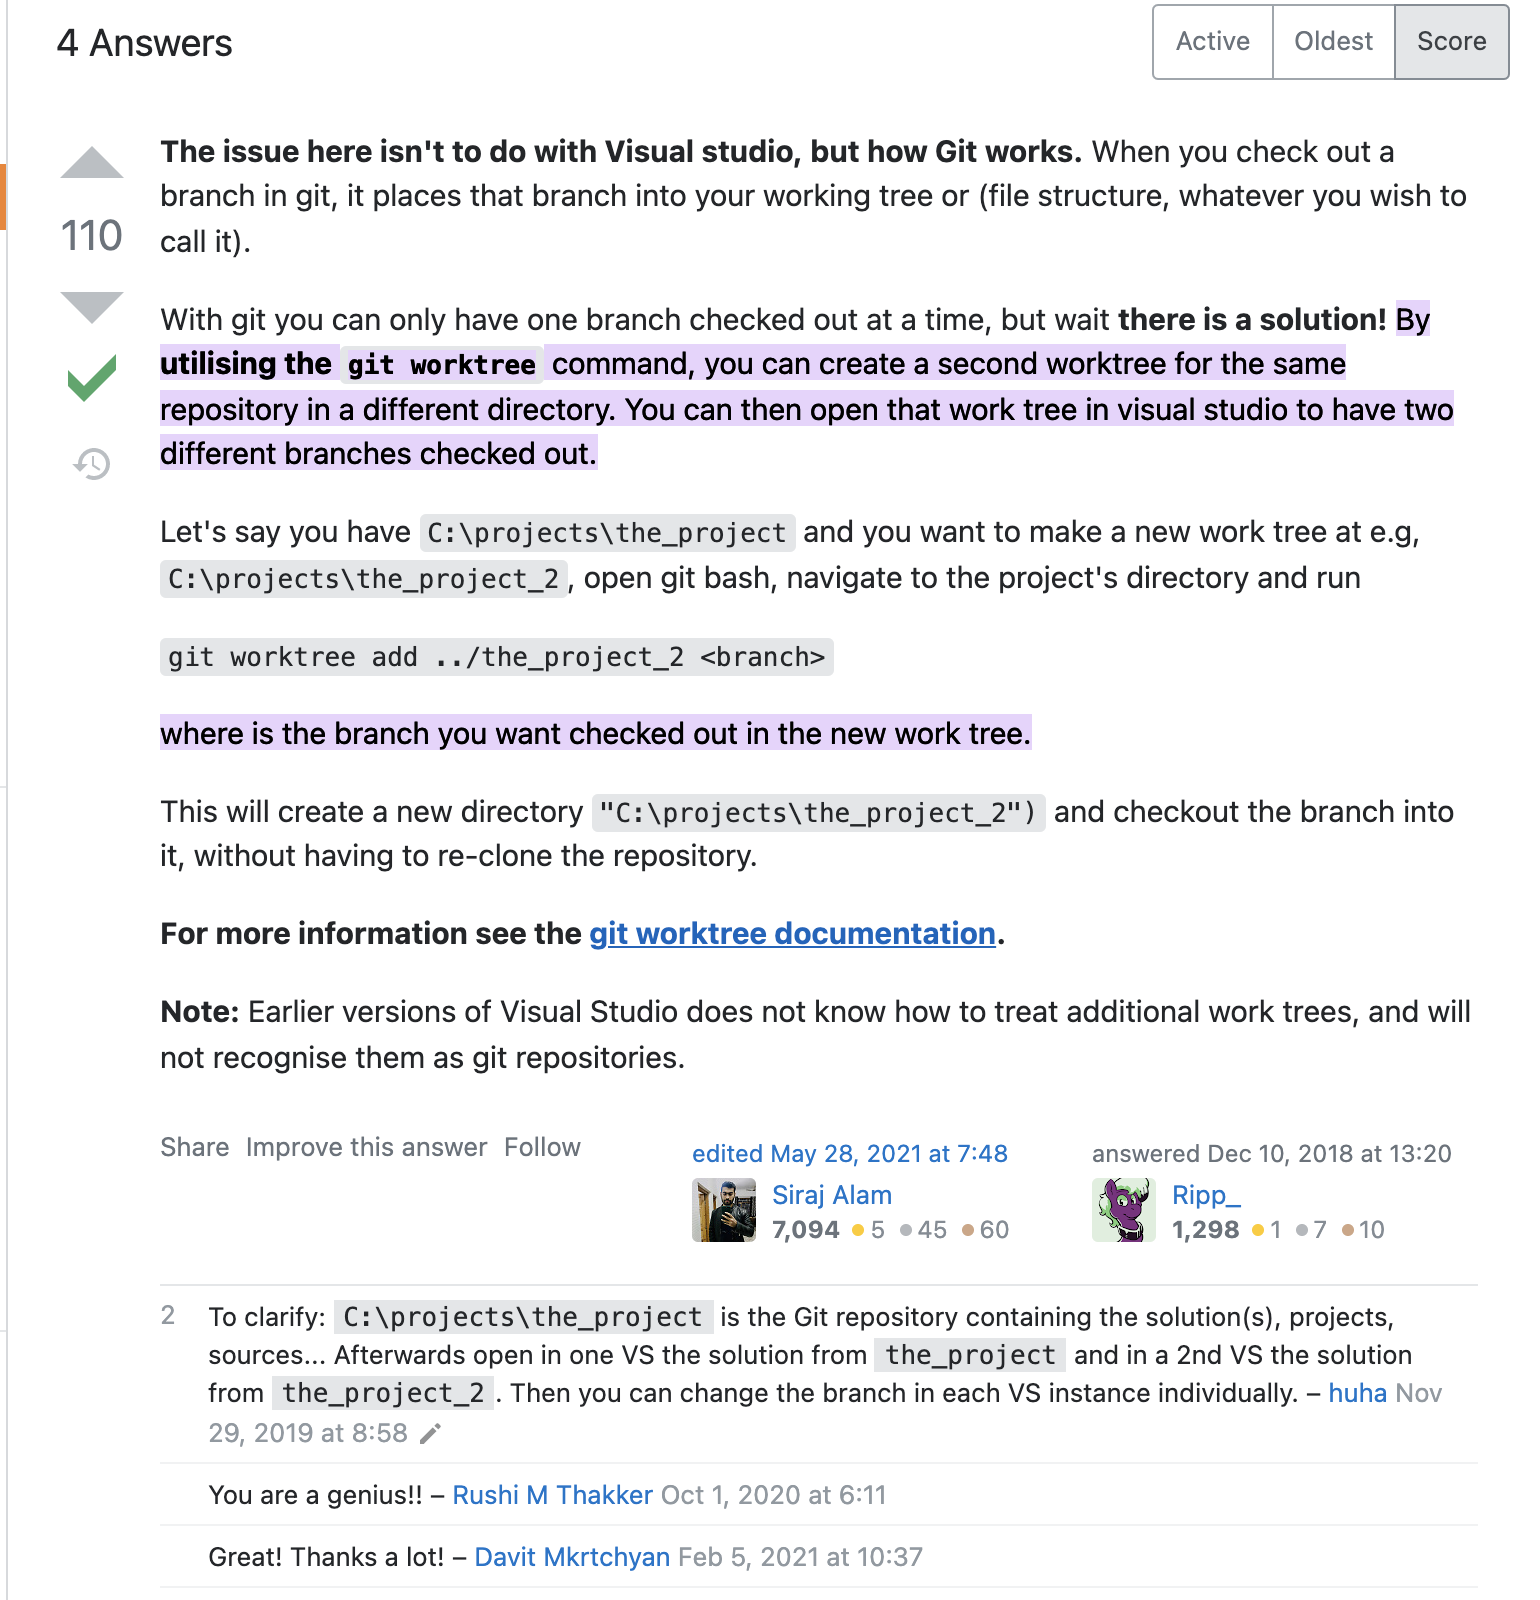 4 Answers
Active Oldest Score
The issue here isn't to do with Visual studio, but how Git works. When you check out a
branch in git, it places that branch into your working tree or (file structure, whatever you wish to
call it).
110
With git you can only have one branch checked out at a time, but wait there is a solution! By
utilising the git worktree command, you can create a second worktree for the same
repository in a different directory. You can then open that work tree in visual studio to have two
different branches checked out.
Let's say you have C:\projects\the_project and you want to make a new work tree at e.g,
C:\projects\the_project_2, open git bash, navigate to the project's directory and run
git worktree add ../the_project_2 <branch>
where is the branch you want checked out in the new work tree.
This will create a new directory "C:\projects\the_project_2") and checkout the branch into
it, without having to re-clone the repository.
For more information see the git worktree documentation.
Note: Earlier versions of Visual Studio does not know how to treat additional work trees, and will
not recognise them as git repositories.
Share Improve this answer Follow
edited May 28, 2021 at 7:48
Siraj Alam
7,094 5 45 60
answered Dec 10, 2018 at 13:20
Ripp_
1,298 1 7 10
2 To clarify: C:\projects\the_project is the Git repository containing the solution(s), projects,
sources... Afterwards open in one VS the solution from the_project and in a 2nd VS the solution
from the_project_2. Then you can change the branch in each VS instance individually. – huha Nov
29, 2019 at 8:58
You are a genius!! – Rushi M Thakker Oct 1, 2020 at 6:11
Great! Thanks a lot! – Davit Mkrtchyan Feb 5, 2021 at 10:37